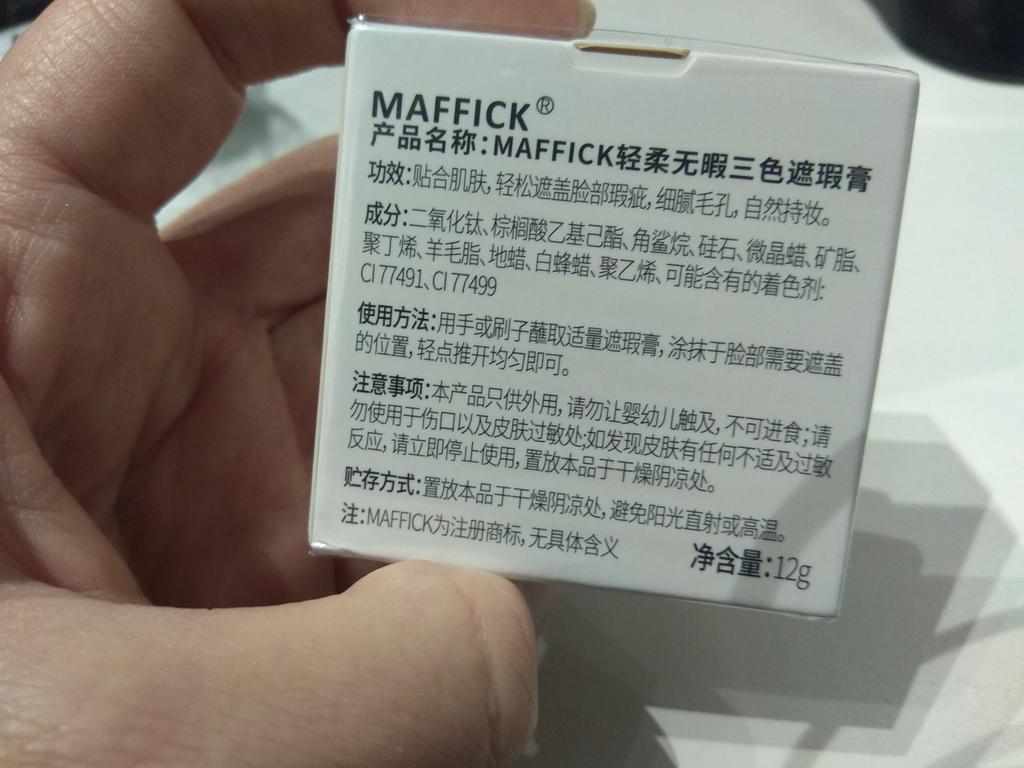 MAFFICK®
产品名称:MAFFICK轻柔无暇三色遮瑕膏
功效:贴合肌肤,轻松遮盖脸部瑕疵,细腻毛孔,自然持妆。
成分:二氧化钛、棕榈酸乙基己酯、角鲨烷、硅石、微晶蜡、矿脂、
聚丁烯、羊毛脂、地蜡、白蜂蜡、聚乙烯、可能含有的着色剂:
CI 77491、CI 77499
使用方法:用手或刷子蘸取适量遮瑕膏,涂抹于脸部需要遮盖
的位置,轻点推开均匀即可。
注意事项:本产品只供外用,请勿让婴幼儿触及,不可进食;请
勿使用于伤口以及皮肤过敏处;如发现皮肤有任何不适及过敏
反应,请立即停止使用,置放本品于干燥阴凉处。
贮存方式:置放本品于干燥阴凉处,避免阳光直射或高温。
注:MAFFICK为注册商标,无具体含义
净含量:12g